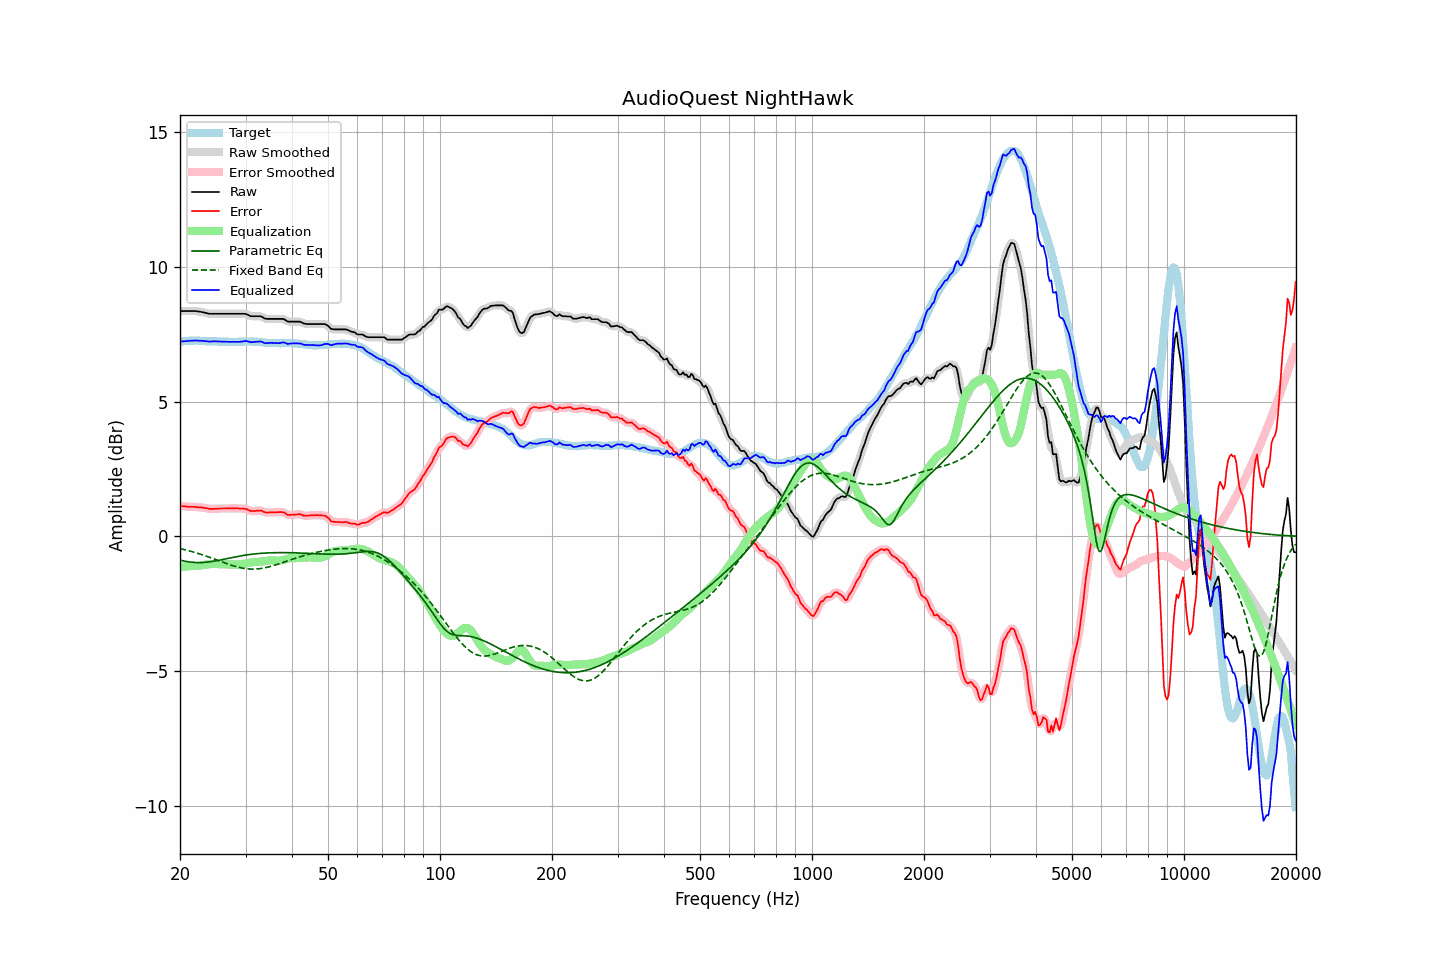 AudioQuest NightHawk
Target
Raw Smoothed
Error Smoothed
Raw
Error
Equalization
Parametric Eq
Fixed Band Eq
Equalized
15
10
5
0
−5
−10
Amplitude (dBr)
20
50
100
200
500
1000
2000
5000
10000
20000
Frequency (Hz)